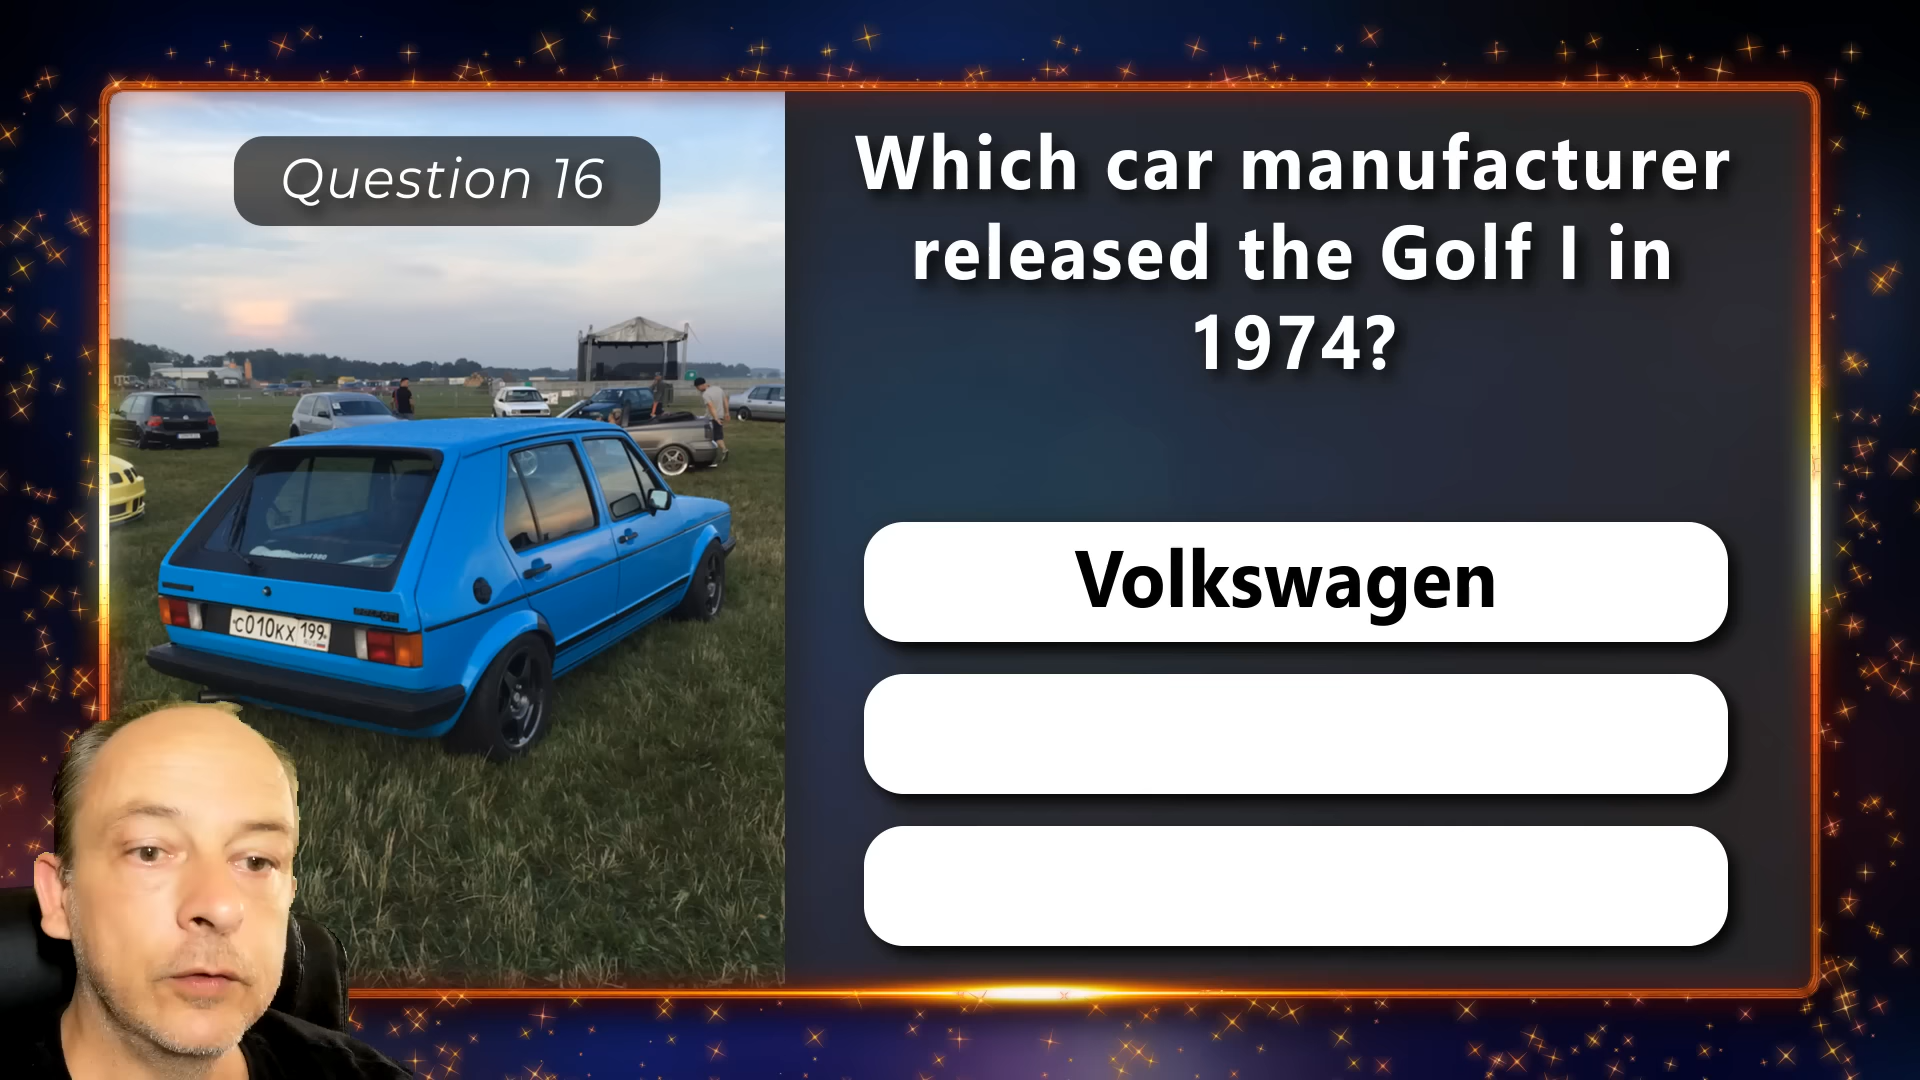 Question 16
Which car manufacturer
released the Golf I in
1974?
Volkswagen
C010KX 199